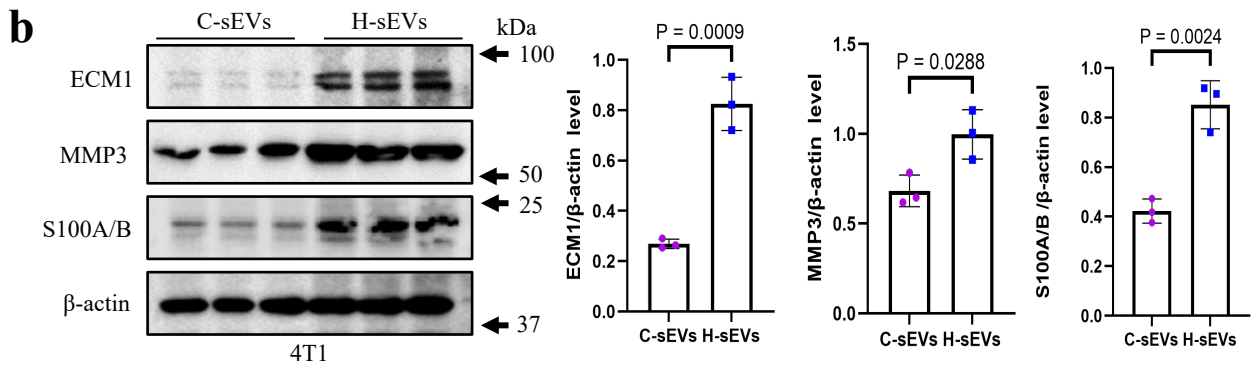 b
C-sEVs H-sEVs kDa
ECM1 100
MMP3 50
S100A/B 25
β-actin 37
4T1
ECM1/β-actin level
P = 0.0009
1.0
0.8
0.6
0.4
0.2
0.0
C-sEVs H-sEVs
MMP3/β-actin level
P = 0.0288
1.5
1.0
0.5
0.0
C-sEVs H-sEVs
S100A/B /β-actin level
P = 0.0024
1.0
0.8
0.6
0.4
0.2
0.0
C-sEVs H-sEVs